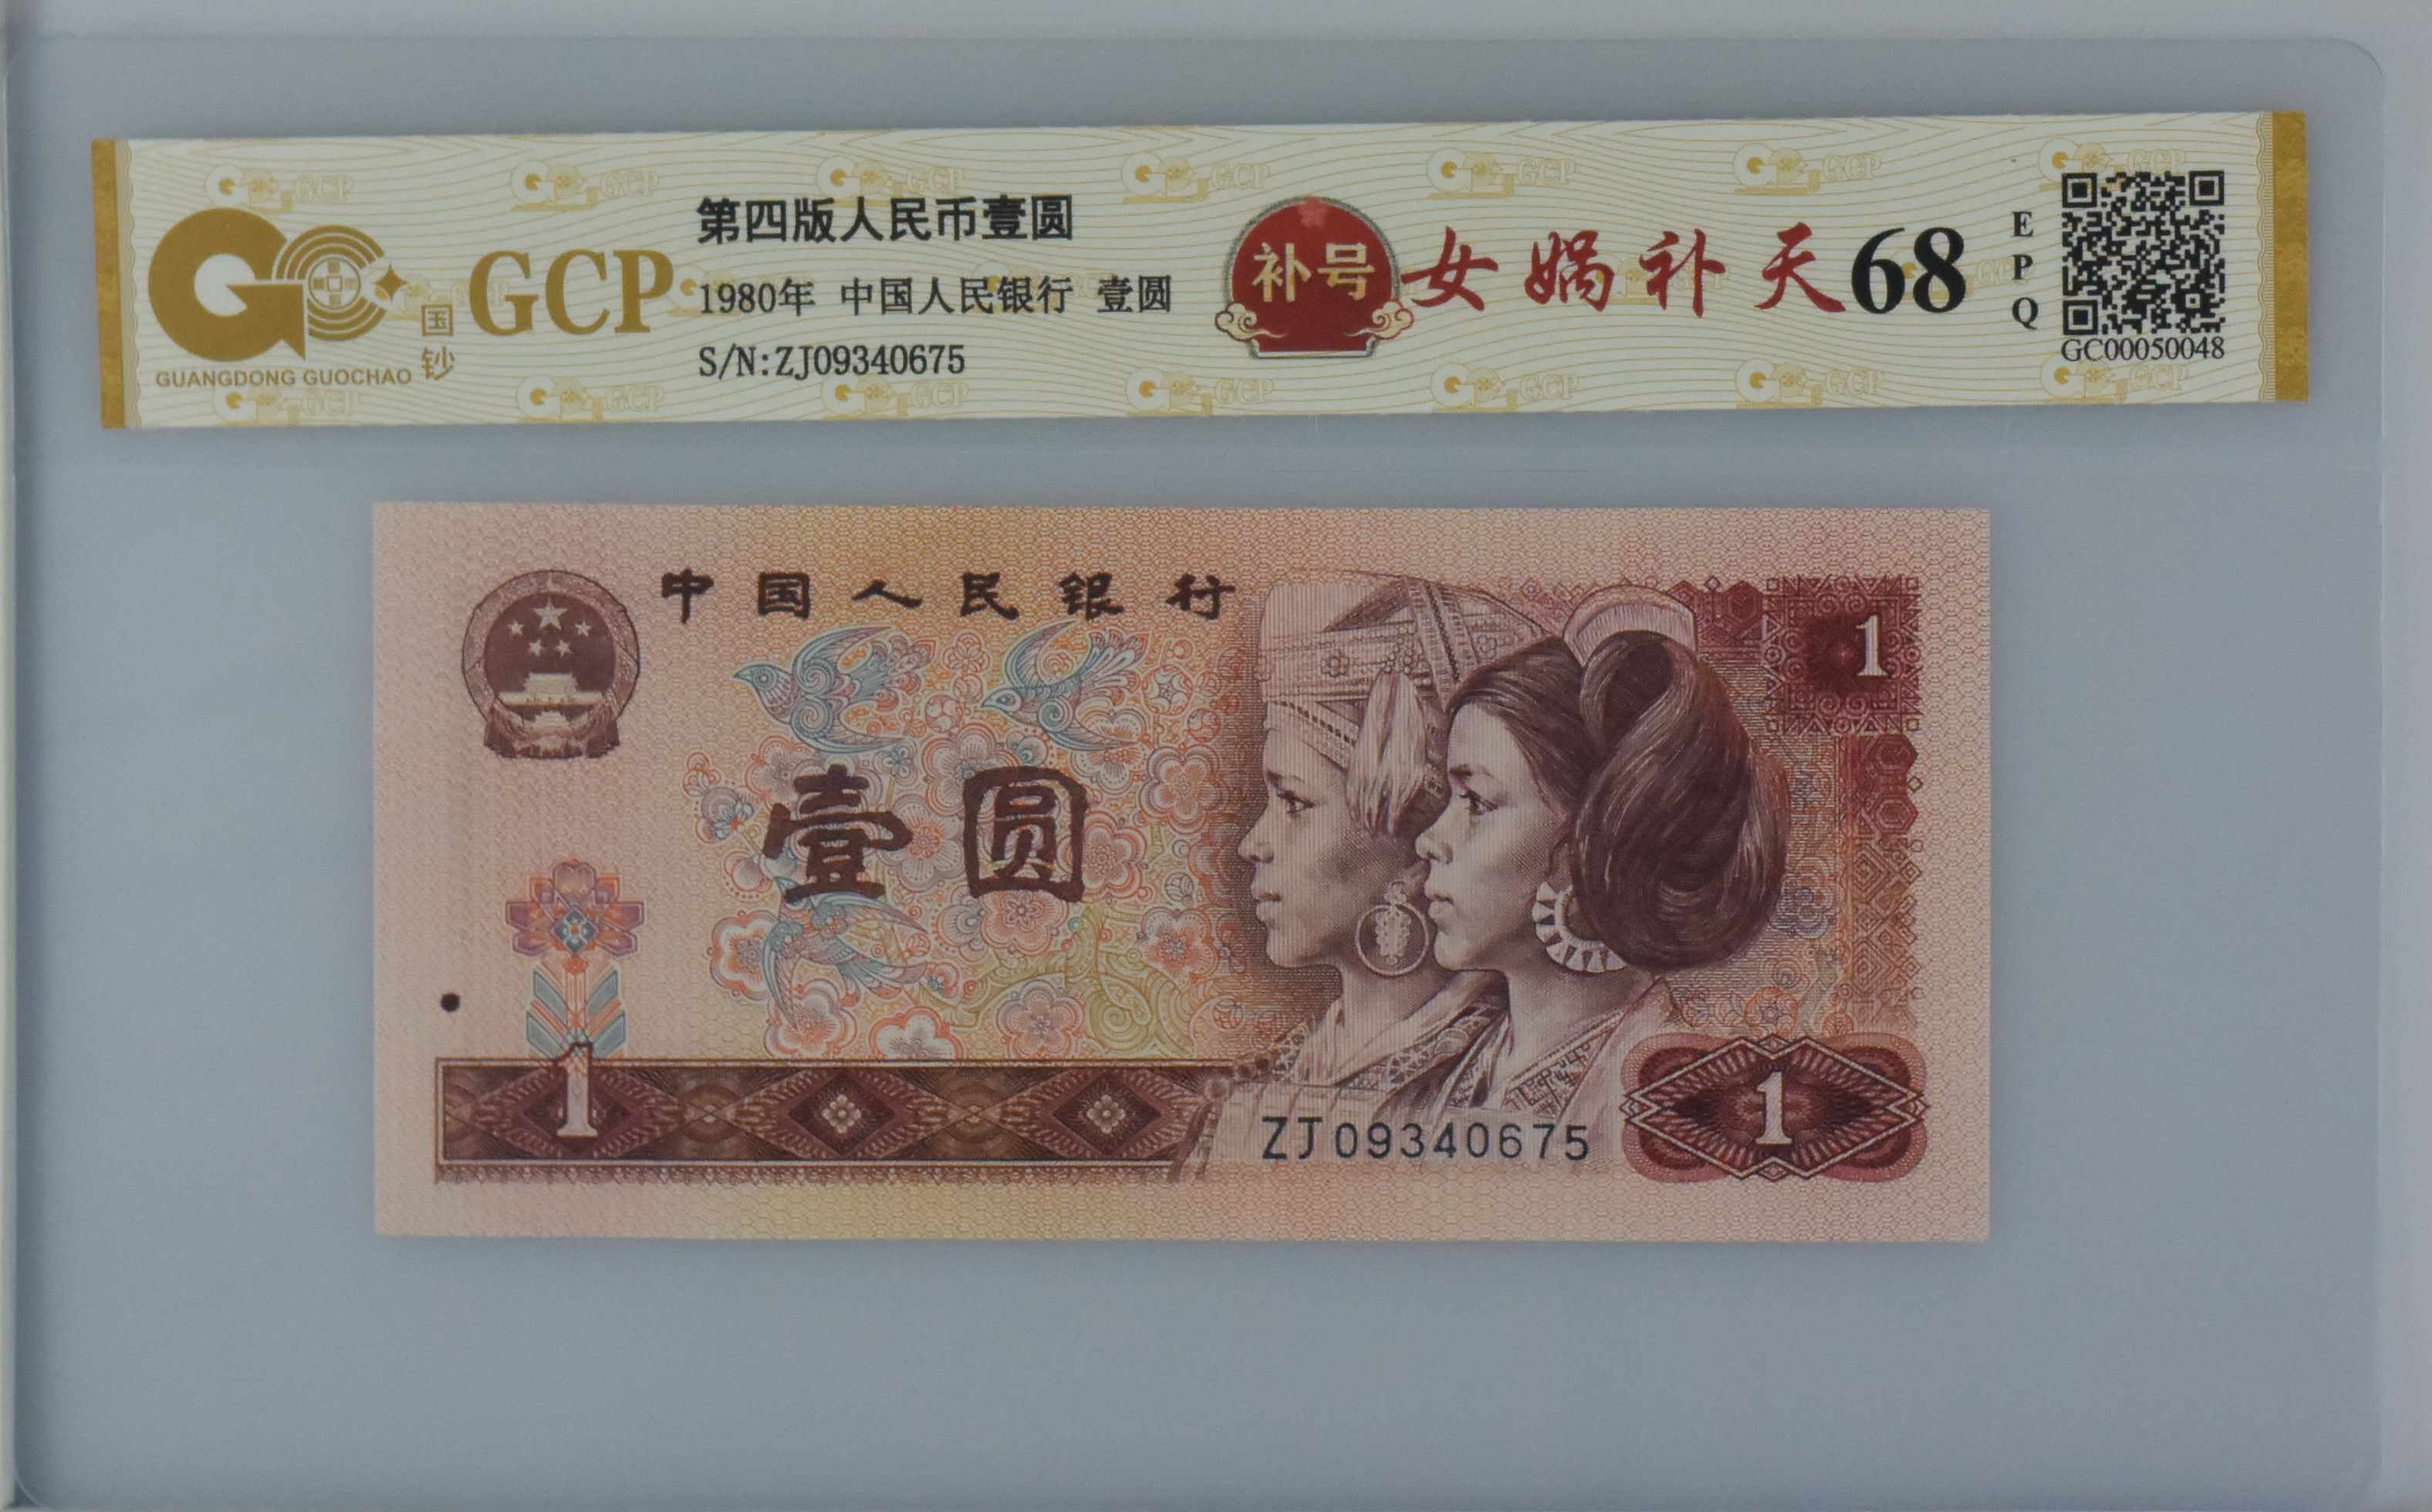 GCP
国钞
GUANGDONG GUOCHAO
第四版人民币壹圆
1980年 中国人民银行 壹圆
S/N:ZJ09340675
补号
女娲补天 68
EPQ
GC00050048
中国人民银行
1
壹圆
1
ZJ09340675
1